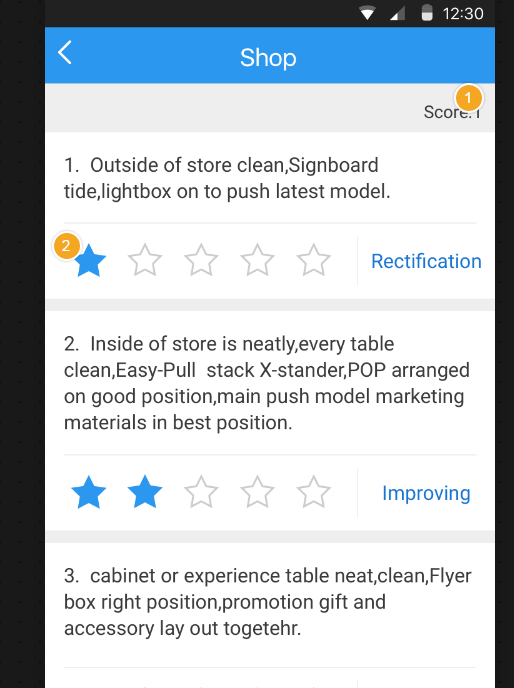 12:30
Shop
1
Score:1
1. Outside of store clean,Signboard
tide,lightbox on to push latest model.
2
Rectification
2. Inside of store is neatly,every table
clean,Easy-Pull stack X-stander,POP arranged
on good position,main push model marketing
materials in best position.
Improving
3. cabinet or experience table neat,clean,Flyer
box right position,promotion gift and
accessory lay out togetehr.